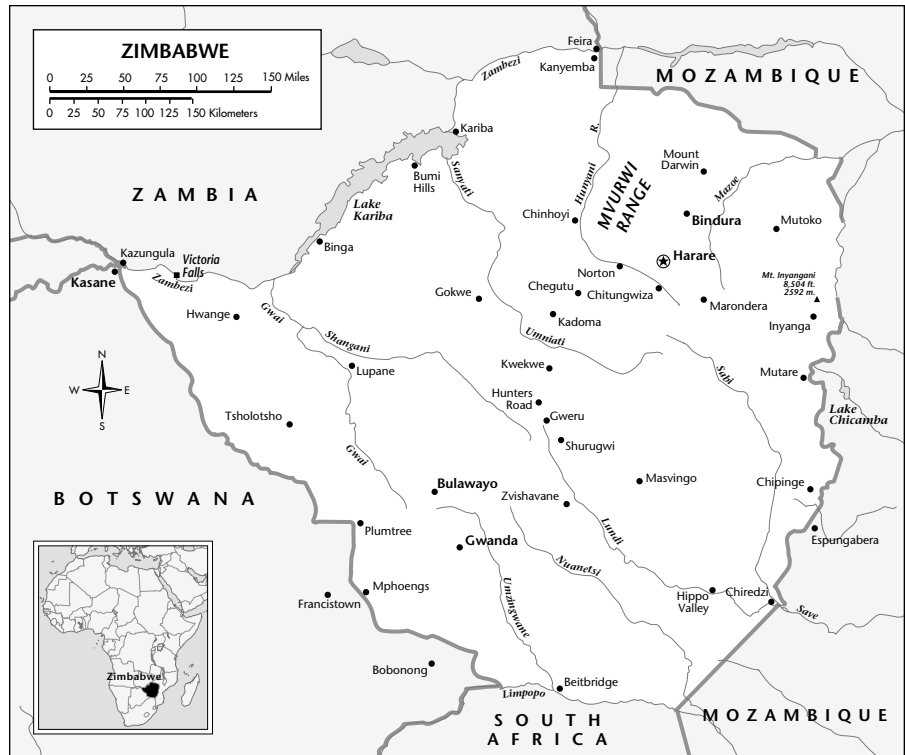 ZIMBABWE
0 25 50 75 100 125 150 Miles
0 25 50 75 100 125 150 Kilometers
Feira
Kanyemba
MOZAMBIQUE
Zambezi
Kariba
Bumi
Hills
Sanyati
Hunyani R.
MVURWI
RANGE
Mount
Darwin
Mazoe
ZAMBIA
Lake
Kariba
Chinhoyi
Bindura
Mutoko
Binga
Kazungula
Victoria
Falls
Kasane
Zambezi
Harare
Norton
Mt. Inyangani
8,504 ft.
2592 m.
Chegutu
Chitungwiza
Marondera
Gokwe
Hwange
Gwai
Kadoma
Inyanga
Shangani
Umniati
Lupane
Kwekwe
Sabi
Mutare
N
W E
S
Hunters
Road
Lake
Chicamba
Tsholotsho
Gweru
Gwai
Shurugwi
BOTSWANA
Bulawayo
Zvishavane
Masvingo
Chipinge
Plumtree
Lundi
Espungabera
Gwanda
Nuanetsi
Mphoengs
Francistown
Umzingwane
Hippo
Valley
Chiredzi
Save
Zimbabwe
Bobonong
Beitbridge
Limpopo
SOUTH
AFRICA
MOZAMBIQUE